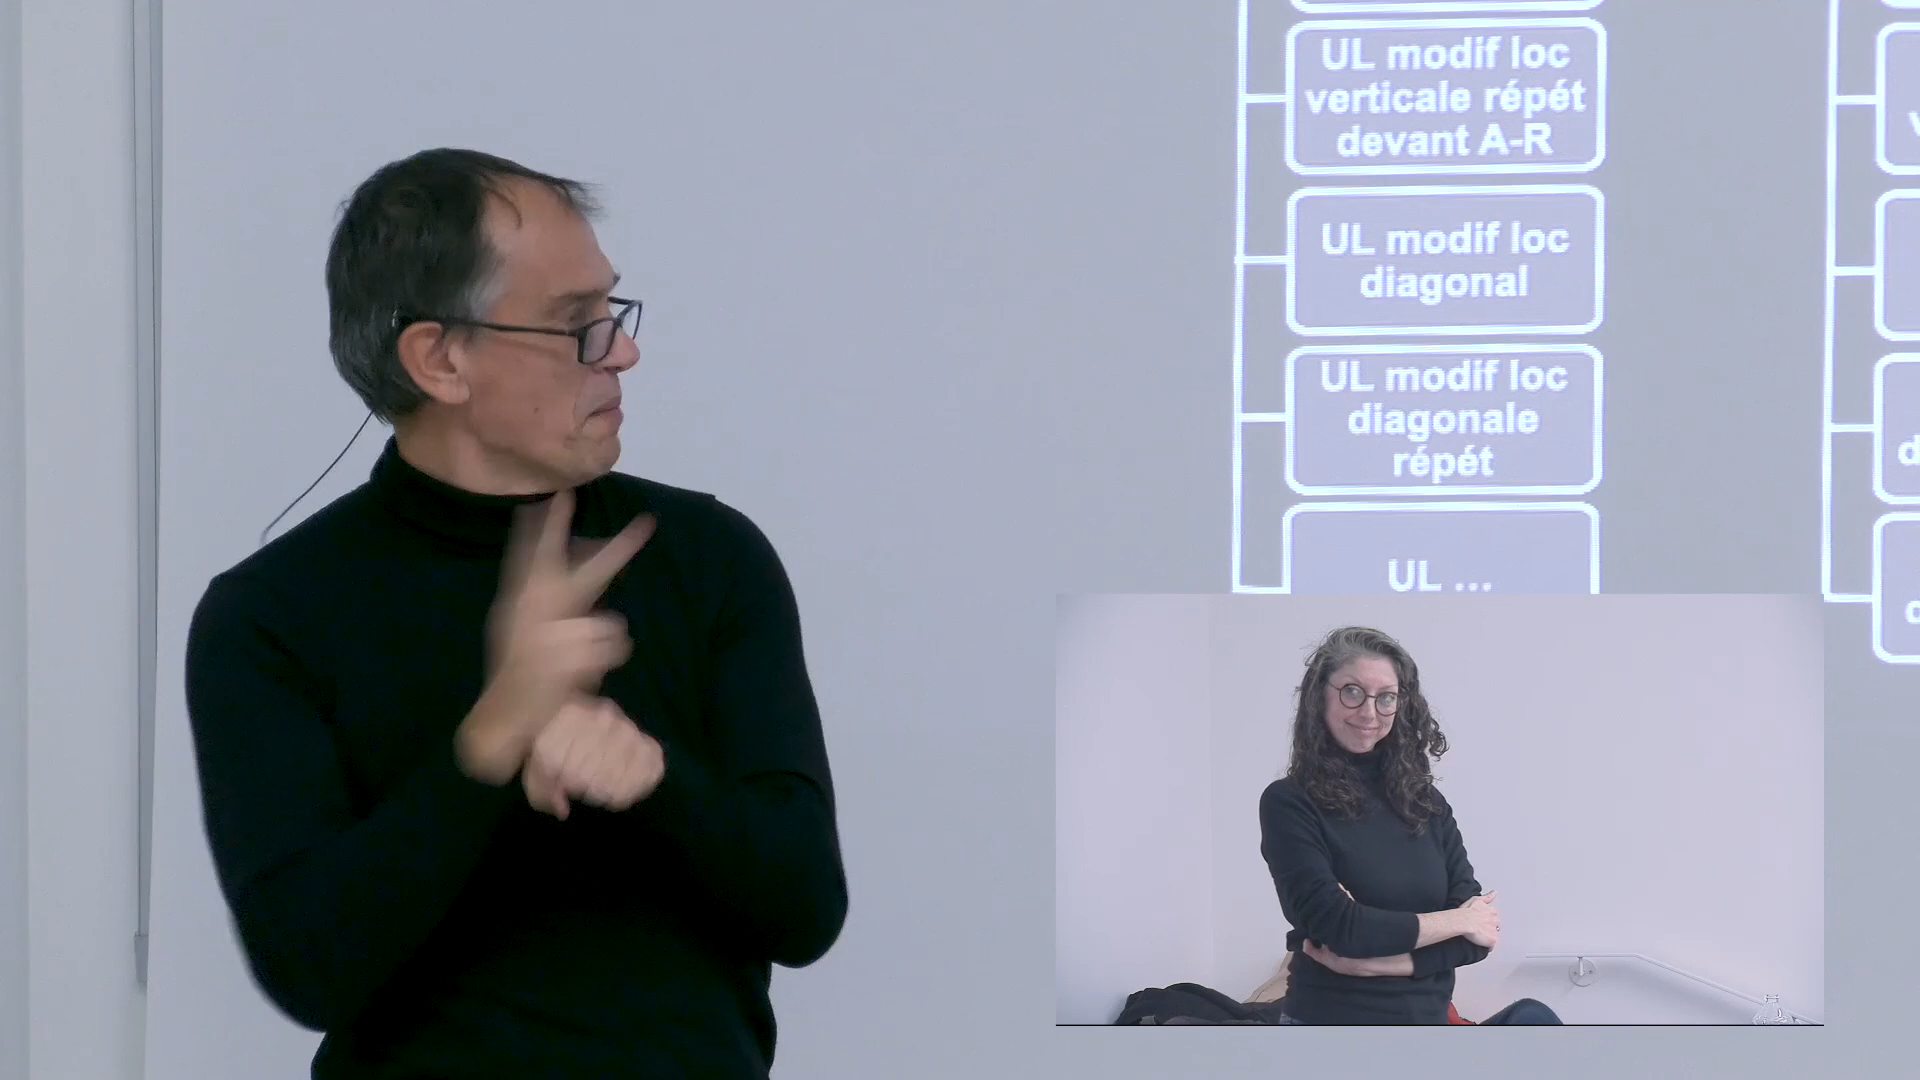 UL modif loc
verticale répét
devant A-R
UL modif loc
diagonal
UL modif loc
diagonale
répét
UL ...